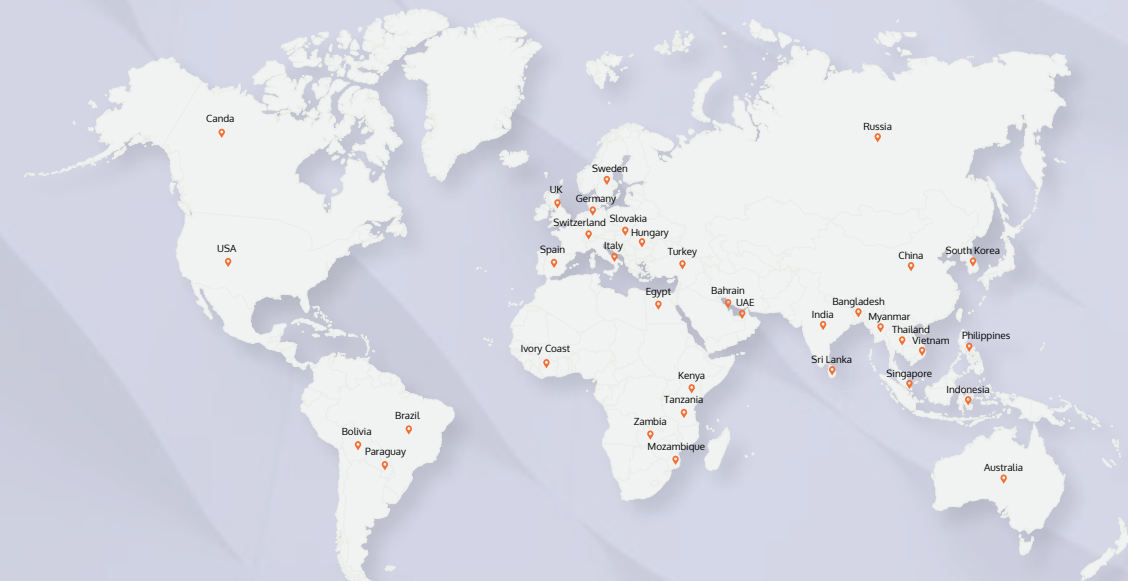 Canda
Russia
Sweden
UK
Germany
Slovakia
Switzerland
Hungary
Italy
Spain
USA
Turkey
South Korea
China
Egypt
Bahrain
UAE
Bangladesh
India
Myanmar
Thailand
Philippines
Vietnam
Ivory Coast
Sri Lanka
Kenya
Singapore
Indonesia
Tanzania
Brazil
Zambia
Bolivia
Mozambique
Paraguay
Australia